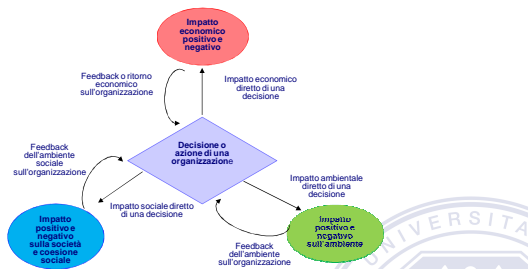 Impatto
economico
positivo e
negativo
Feedback o ritorno
economico
sull'organizzazione
Impatto economico
diretto di una
decisione
Decisione o
azione di una
organizzazione
Feedback
dell'ambiente
sociale
sull'organizzazione
Impatto ambientale
diretto di una
decisione
Impatto sociale diretto
di una decisione
Impatto
positivo e
negativo
sulla società
e coesione
sociale
Impatto
positivo e
negativo
sull'ambiente
Feedback
dell'ambiente
sull'organizzazione
UNIVERSITA